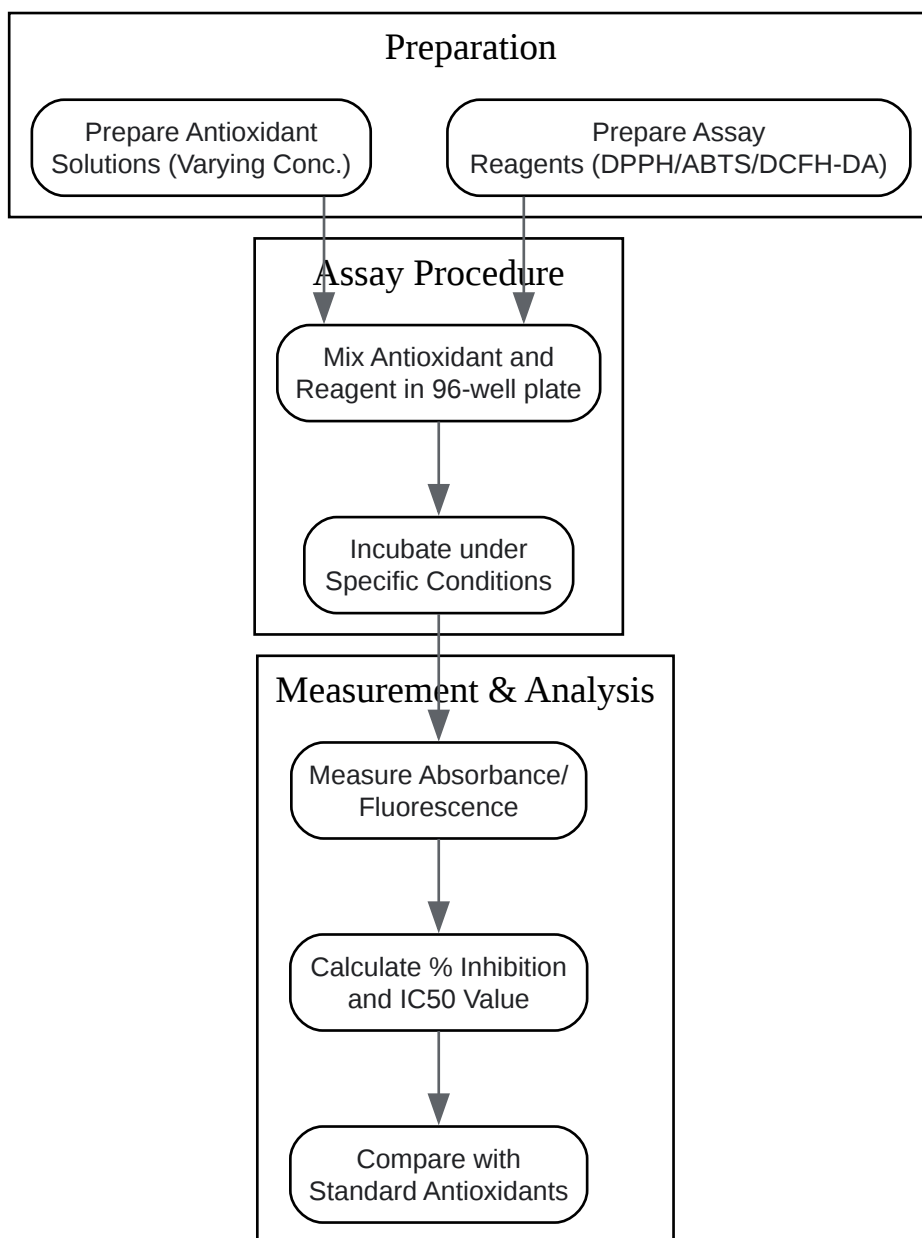 Preparation
Prepare Antioxidant
Solutions (Varying Conc.)
Prepare Assay
Reagents (DPPH/ABTS/DCFH-DA)
Assay Procedure
Mix Antioxidant and
Reagent in 96-well plate
Incubate under
Specific Conditions
Measurement & Analysis
Measure Absorbance/
Fluorescence
Calculate % Inhibition
and IC50 Value
Compare with
Standard Antioxidants